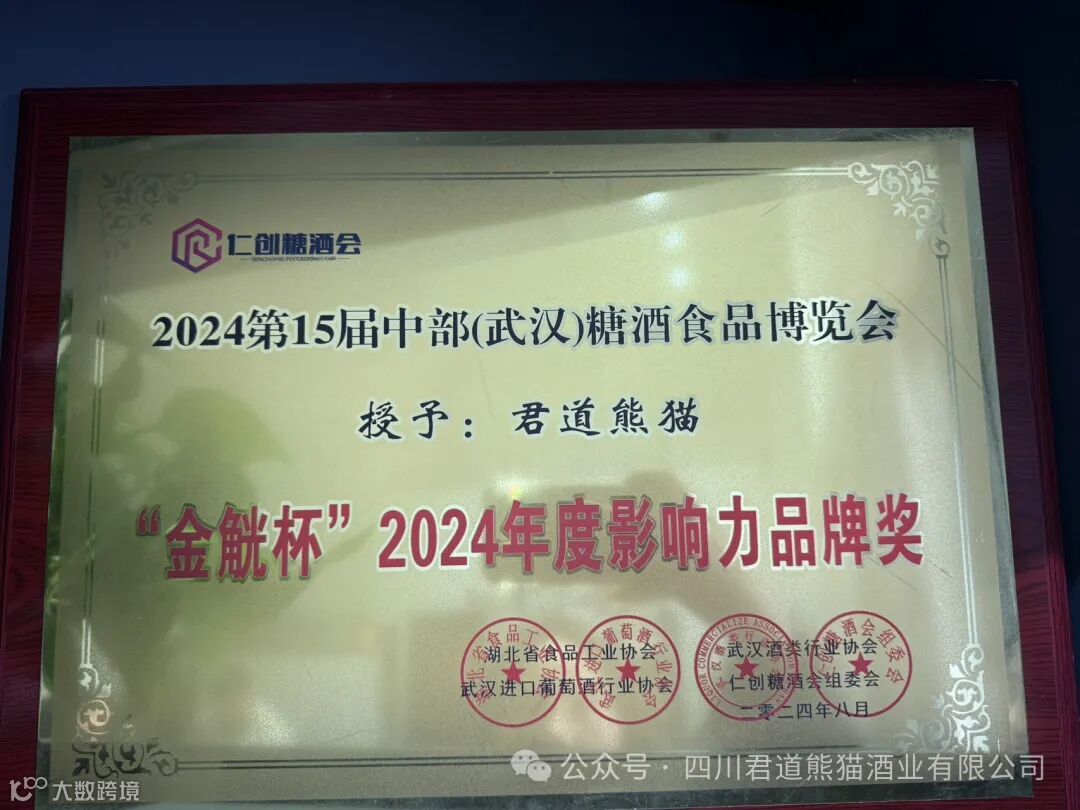 仁创糖酒会
2024第15届中部(武汉)糖酒食品博览会
授予：君道熊猫
“金觥杯”2024年度影响力品牌奖
湖北省食品工业协会
武汉酒类行业协会
武汉进口葡萄酒行业协会
仁创糖酒会组委会
二零二四年八月
公众号·四川君道熊猫酒业有限公司
大数跨境